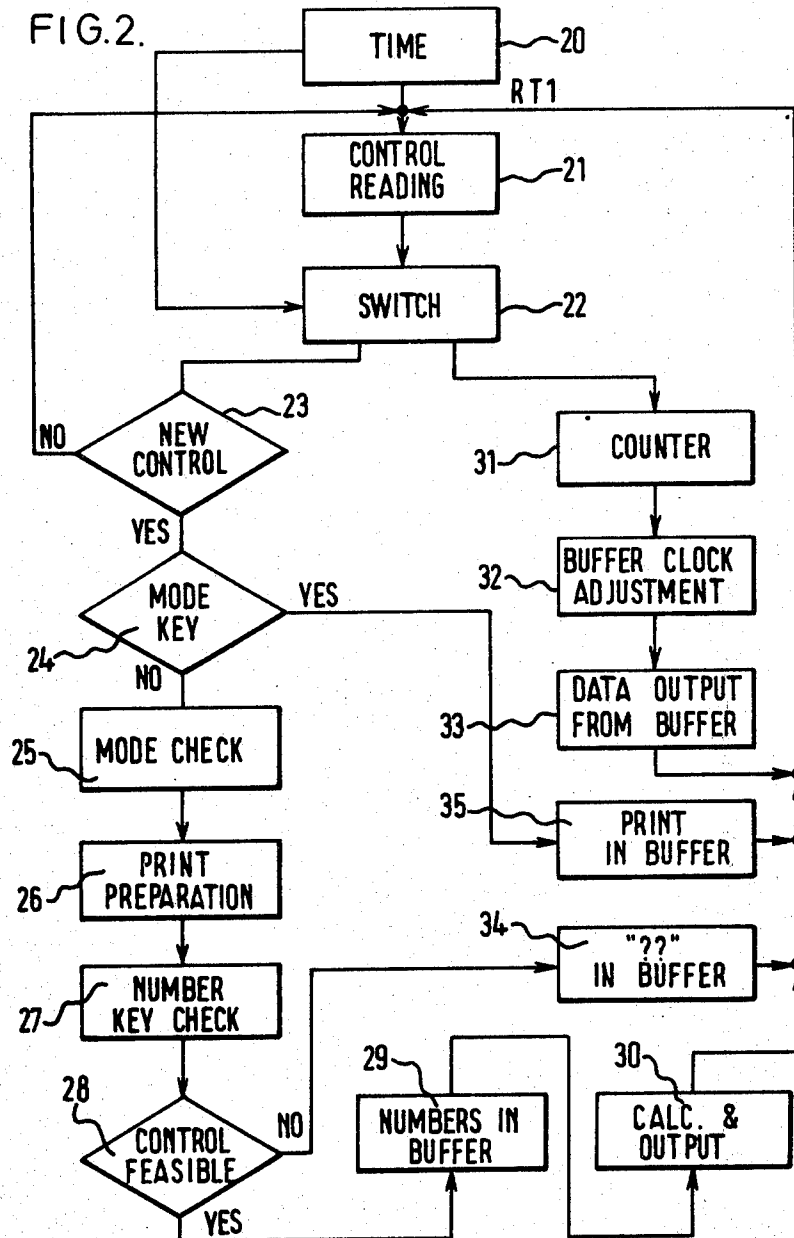 FIG.2.
TIME
20
RT1
CONTROL
READING
21
SWITCH
22
23
NO
NEW
CONTROL
31
COUNTER
YES
MODE
KEY
YES
24
NO
32
BUFFER CLOCK
ADJUSTMENT
25
MODE CHECK
33
DATA OUTPUT
FROM BUFFER
35
PRINT
IN BUFFER
26
PRINT
PREPARATION
34
"??"
IN BUFFER
27
NUMBER
KEY CHECK
28
CONTROL
FEASIBLE
NO
29
NUMBERS IN
BUFFER
30
CALC. &
OUTPUT
YES